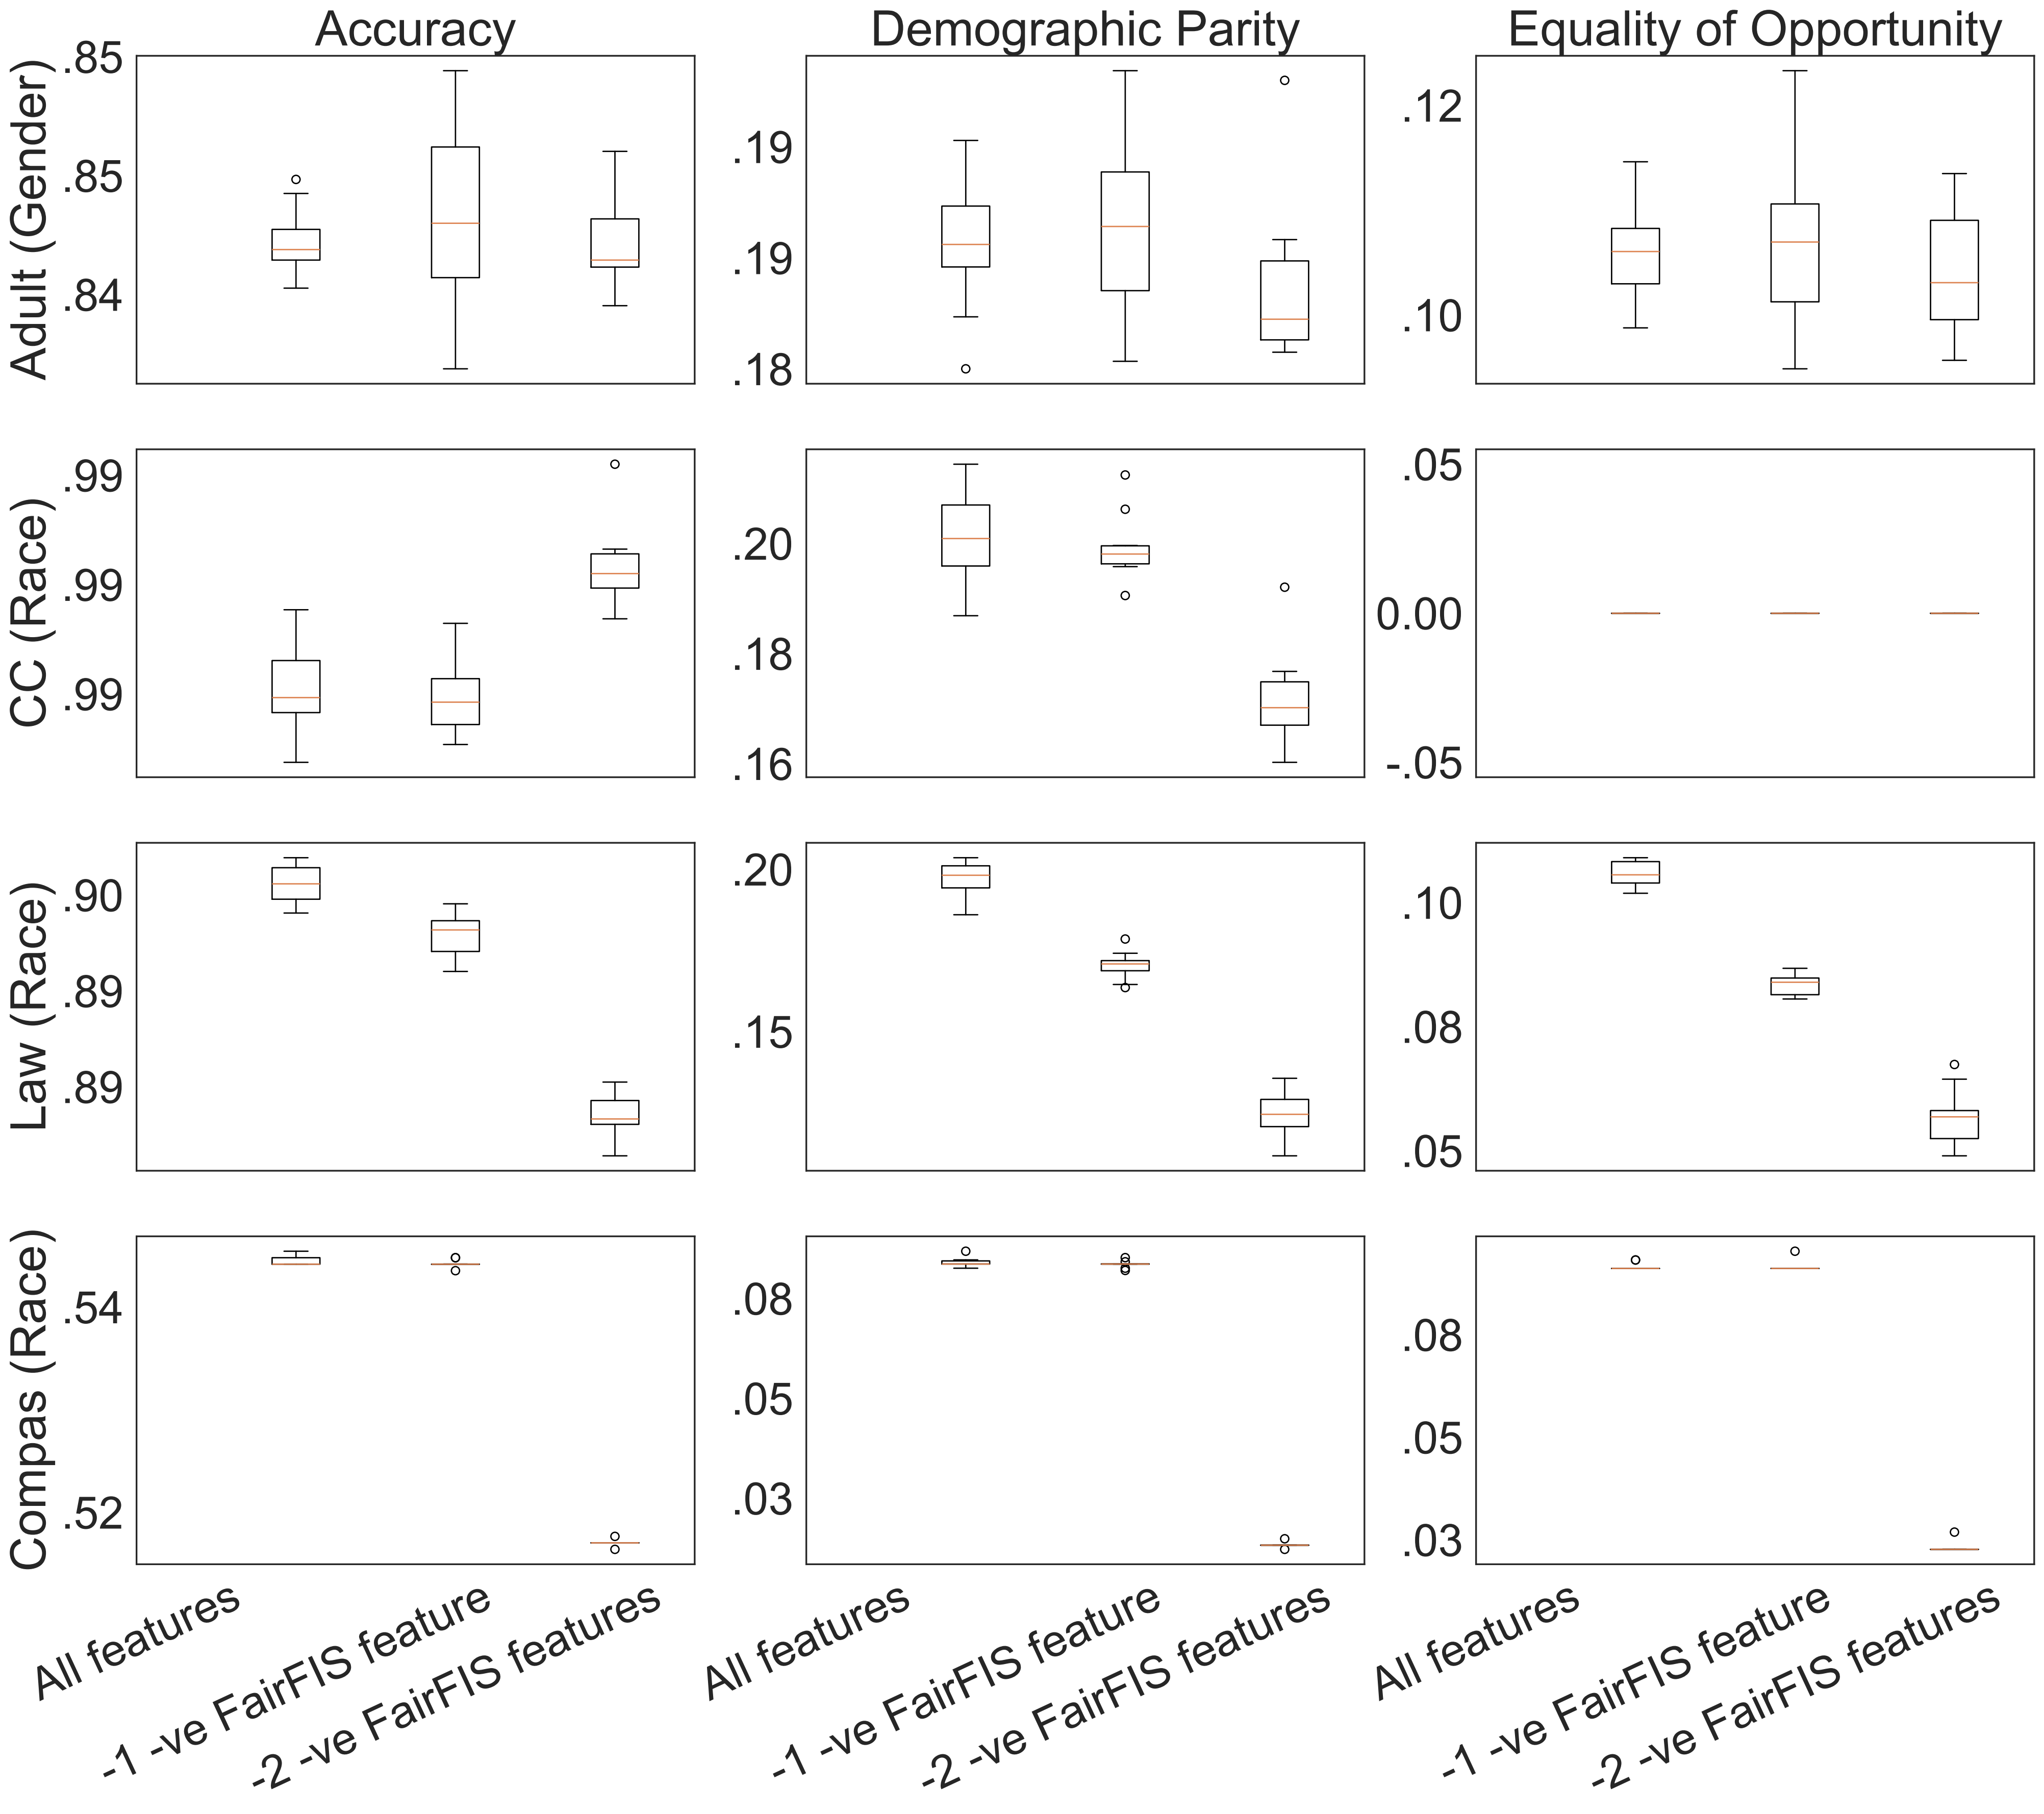 Accuracy
Demographic Parity
Equality of Opportunity
Adult (Gender)
.85
.85
.84
.19
.19
.18
.12
.10
CC (Race)
.99
.99
.99
.20
.18
.16
.05
0.00
-.05
Law (Race)
.90
.89
.89
.20
.15
.10
.08
.05
Compas (Race)
.54
.52
.08
.05
.03
.08
.05
.03
All features
-1 -ve FairFIS feature
-2 -ve FairFIS features
All features
-1 -ve FairFIS feature
-2 -ve FairFIS features
All features
-1 -ve FairFIS feature
-2 -ve FairFIS features